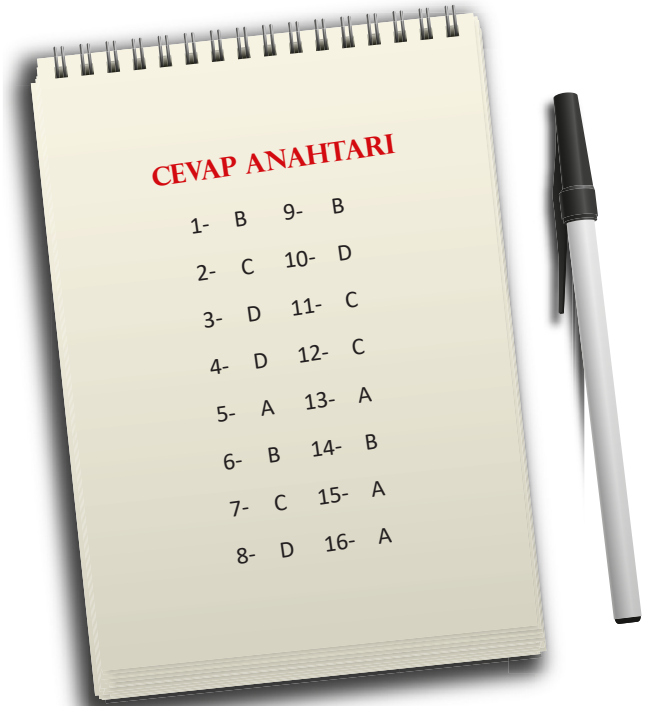 CEVAP ANAHTARI
1- B 9- B
2- C 10- D
3- D 11- C
4- D 12- C
5- A 13- A
6- B 14- B
7- C 15- A
8- D 16- A